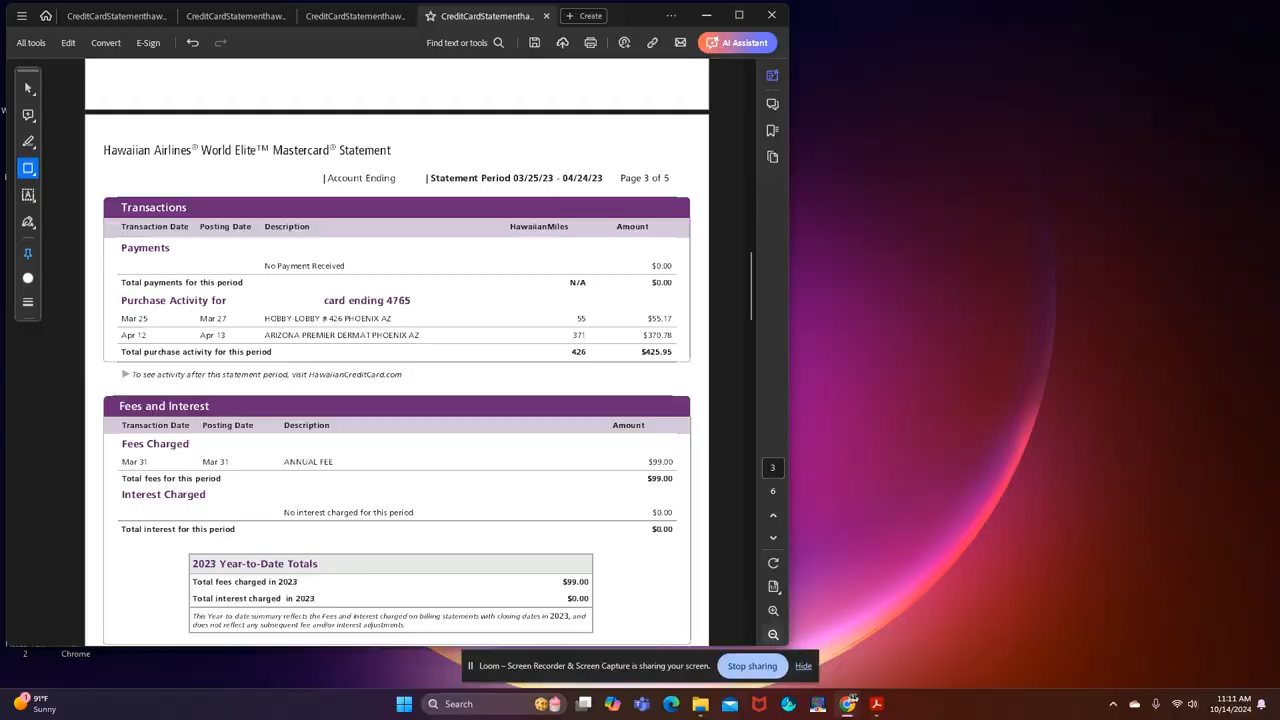 CreditCardStatementhaw... CreditCardStatementhaw... CreditCardStatementhaw... CreditCardStatementha... Create
All tools Edit Convert E-Sign Find text or tools AI Assistant
Hawaiian Airlines® World Elite™ Mastercard® Statement
| Account Ending | Statement Period 03/25/23 - 04/24/23 Page 3 of 5
Transactions
Transaction Date Posting Date Description HawaiianMiles Amount
Payments
No Payment Received $0.00
Total payments for this period N/A $0.00
Purchase Activity for card ending 4765
Mar 25 Mar 27 HOBBY-LOBBY #426 PHOENIX AZ 55 $55.17
Apr 12 Apr 13 ARIZONA PREMIER DERMAT PHOENIX AZ 371 $370.78
Total purchase activity for this period 426 $425.95
To see activity after this statement period, visit HawaiianCreditCard.com
Fees and Interest
Transaction Date Posting Date Description Amount
Fees Charged
Mar 31 Mar 31 ANNUAL FEE $99.00
Total fees for this period $99.00
Interest Charged
No interest charged for this period $0.00
Total interest for this period $0.00
2023 Year-to-Date Totals
Total fees charged in 2023 $99.00
Total interest charged in 2023 $0.00
This Year-to-date summary reflects the Fees and Interest charged on billing statements with closing dates in 2023, and
does not reflect any subsequent fee and/or interest adjustments.
3
6
2 Chrome
Loom – Screen Recorder & Screen Capture is sharing your screen. Stop sharing Hide
1 91°F
Sunny
Search
11:11 AM
10/14/2024